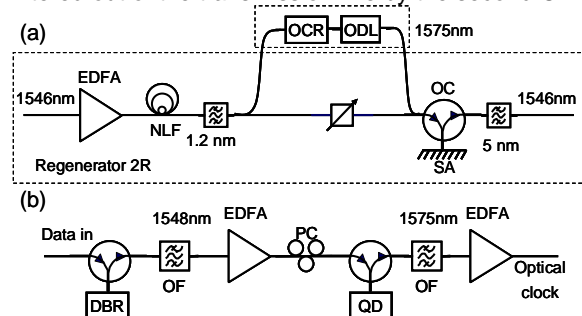 (a)
OCR
ODL
1575nm
EDFA
1546nm
NLF
1.2 nm
OC
1546nm
5 nm
SA
Regenerator 2R
(b)
1548nm
EDFA
PC
1575nm
EDFA
Data in
OF
OF
Optical
clock
DBR
QD